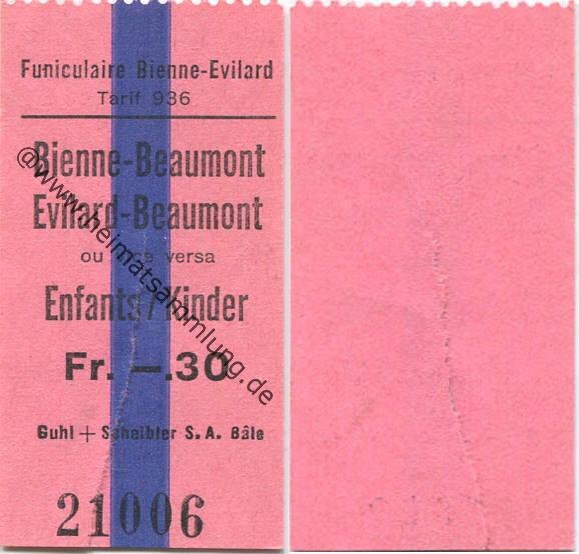 Funiculaire Bienne-Evilard
Tarif 936
Bienne-Beaumont
Evilard-Beaumont
ou vice versa
Enfants/Kinder
Fr. —.30
Guhl + Scheibler S. A. Bâle
21006
@www.heimatsammlung.de